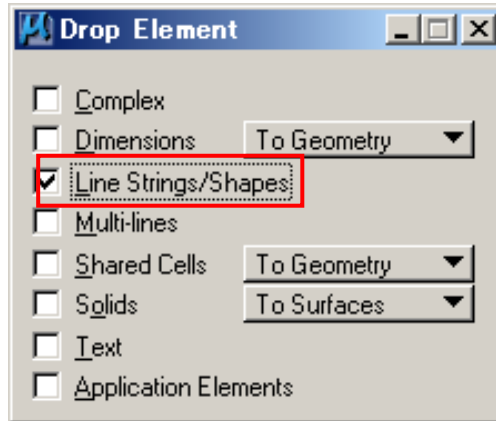 Drop Element
Complex
Dimensions To Geometry
Line Strings/Shapes
Multi-lines
Shared Cells To Geometry
Solids To Surfaces
Text
Application Elements